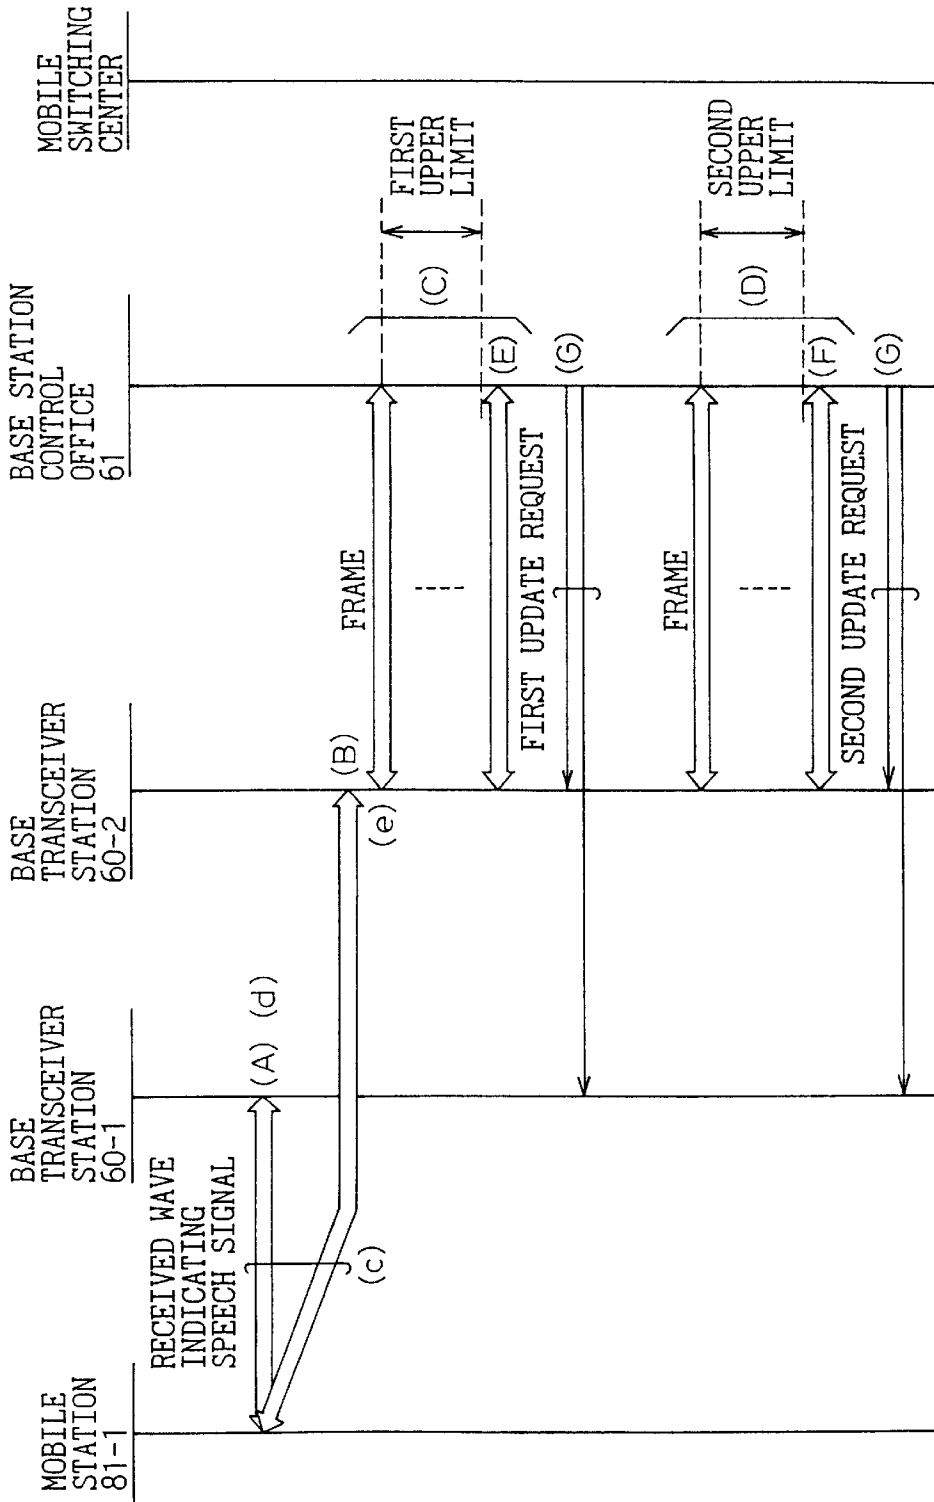 MOBILE
STATION
81-1
BASE
TRANSCEIVER
STATION
60-1
BASE
TRANSCEIVER
STATION
60-2
BASE STATION
CONTROL
OFFICE
61
MOBILE
SWITCHING
CENTER
RECEIVED WAVE
INDICATING
SPEECH SIGNAL
(A) (d)
(c)
(B)
(e)
FRAME
(C)
FIRST
UPPER
LIMIT
(E)
FIRST UPDATE REQUEST
(G)
FRAME
(D)
SECOND
UPPER
LIMIT
(F)
SECOND UPDATE REQUEST
(G)